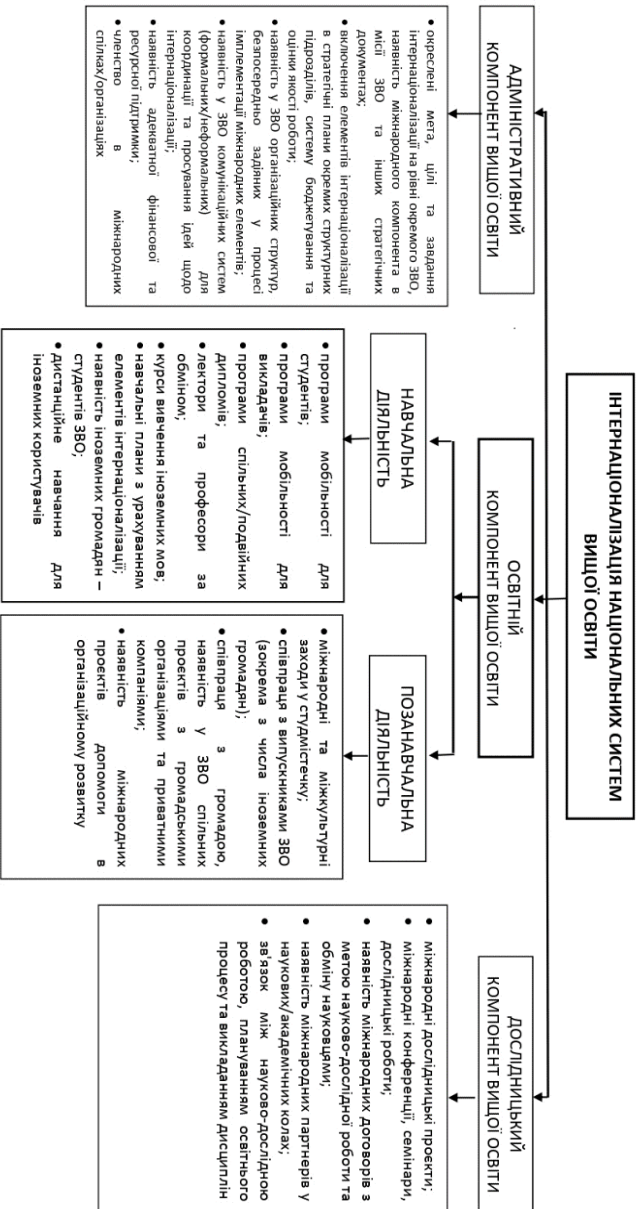 ІНТЕРНАЦІОНАЛІЗАЦІЯ НАЦІОНАЛЬНИХ СИСТЕМ
ВИЩОЇ ОСВІТИ
АДМІНІСТРАТИВНИЙ
КОМПОНЕНТ ВИЩОЇ ОСВІТИ
• окреслені мета, цілі та завдання
інтернаціоналізації на рівні окремого ЗВО,
наявність міжнародного компонента в
місії ЗВО та інших стратегічних
документах;
• включення елементів інтернаціоналізації
в стратегічні плани окремих структурних
підрозділів, систему бюджетування та
оцінки якості роботи;
• наявність у ЗВО організаційних структур,
безпосередньо задіяних у процесі
імплементації міжнародних елементів;
• наявність у ЗВО комунікаційних систем
(формальних/неформальних) для
координації та просування ідей щодо
інтернаціоналізації;
• наявність адекватної фінансової та
ресурсної підтримки;
• членство в міжнародних
спілках/організаціях
ОСВІТНІЙ
КОМПОНЕНТ ВИЩОЇ ОСВІТИ
НАВЧАЛЬНА
ДІЯЛЬНІСТЬ
• програми мобільності для
студентів;
• програми мобільності для
викладачів;
• програми спільних/подвійних
дипломів;
• лектори та професори за
обміном;
• курси вивчення іноземних мов;
• навчальні плани з урахуванням
елементів інтернаціоналізації;
• наявність іноземних громадян –
студентів ЗВО;
• дистанційне навчання для
іноземних користувачів
ПОЗАНАВЧАЛЬНА
ДІЯЛЬНІСТЬ
• міжнародні та міжкультурні
заходи у студмістечку;
• співпраця з випускниками ЗВО
(зокрема з числа іноземних
громадян);
• співпраця з громадою,
наявність у ЗВО спільних
проєктів з громадськими
організаціями та приватними
компаніями;
• наявність міжнародних
проєктів допомоги в
організаційному розвитку
ДОСЛІДНИЦЬКИЙ
КОМПОНЕНТ ВИЩОЇ ОСВІТИ
• міжнародні дослідницькі проєкти;
• міжнародні конференції, семінари,
дослідницькі роботи;
• наявність міжнародних договорів з
метою науково-дослідної роботи та
обміну науковцями;
• наявність міжнародних партнерів у
наукових/академічних колах;
• зв'язок між науково-дослідною
роботою, плануванням освітнього
процесу та викладанням дисциплін